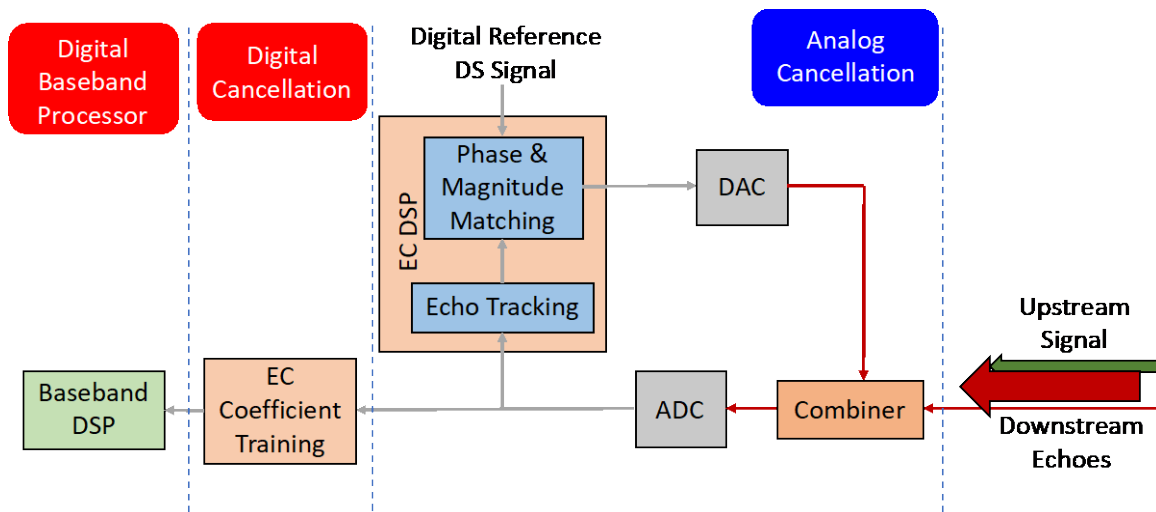 Digital
Baseband
Processor
Digital
Cancellation
Digital Reference
DS Signal
Analog
Cancellation
EC DSP
Phase &
Magnitude
Matching
DAC
Echo Tracking
Upstream
Signal
Baseband
DSP
EC
Coefficient
Training
ADC
Combiner
Downstream
Echoes